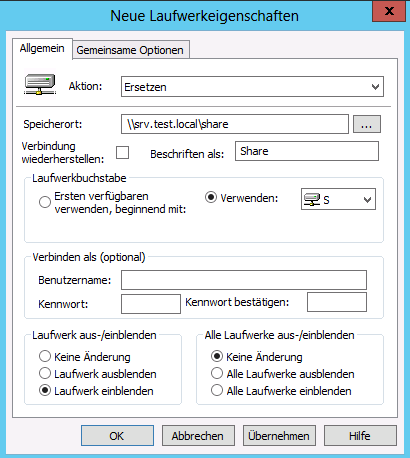 Neue Laufwerkeigenschaften
x
Allgemein Gemeinsame Optionen
Aktion: Ersetzen
Speicherort: \\srv.test.local\share ...
Verbindung
wiederherstellen: Beschriften als: Share
Laufwerkbuchstabe
Ersten verfügbaren
verwenden, beginnend mit:
Verwenden: S
Verbinden als (optional)
Benutzername:
Kennwort: Kennwort bestätigen:
Laufwerk aus-/einblenden
Keine Änderung
Laufwerk ausblenden
Laufwerk einblenden
Alle Laufwerke aus-/einblenden
Keine Änderung
Alle Laufwerke ausblenden
Alle Laufwerke einblenden
OK Abbrechen Übernehmen Hilfe